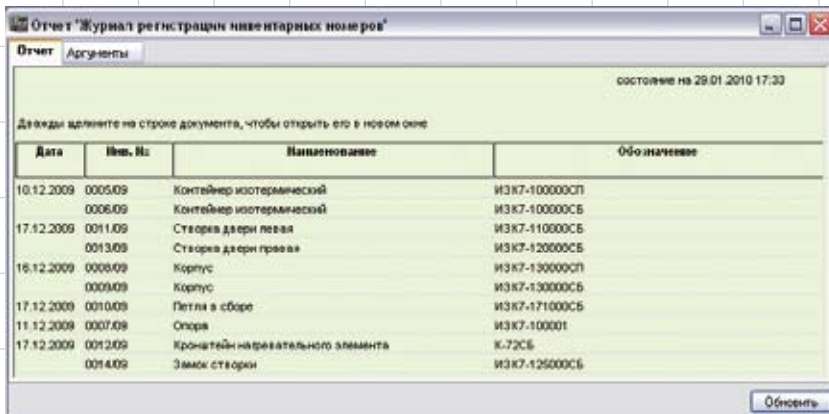 Отчет 'Журнал регистрации инвентарных номеров'
Отчет Аргументы
состояние на 29.01.2010 17:33
Дважды щелкните на строке документа, чтобы открыть его в новом окне
Дата Инв. № Наименование Обозначение
10.12.2009 0005/09 Контейнер изотермический ИЗК7-100000СП
0006/09 Контейнер изотермический ИЗК7-100000СБ
17.12.2009 0011/09 Створка двери левая ИЗК7-110000СБ
0013/09 Створка двери правая ИЗК7-120000СБ
16.12.2009 0008/09 Корпус ИЗК7-130000СП
0009/09 Корпус ИЗК7-130000СБ
17.12.2009 0010/09 Петля в сборе ИЗК7-171000СБ
11.12.2009 0007/09 Опора ИЗК7-100001
17.12.2009 0012/09 Кронштейн нагревательного элемента К-72СБ
0014/09 Замок створки ИЗК7-125000СБ
Обновить